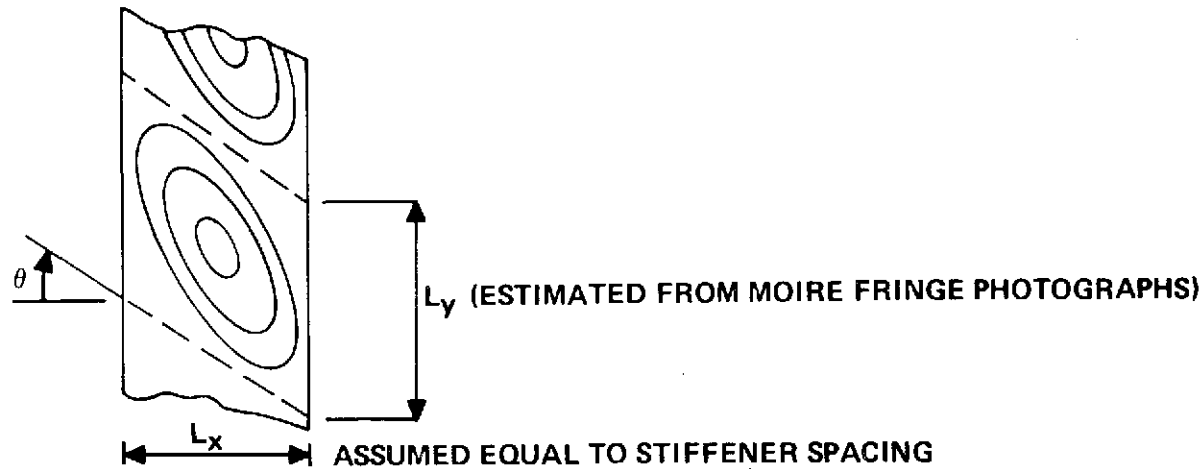 θ
Ly (ESTIMATED FROM MOIRE FRINGE PHOTOGRAPHS)
Lx ASSUMED EQUAL TO STIFFENER SPACING